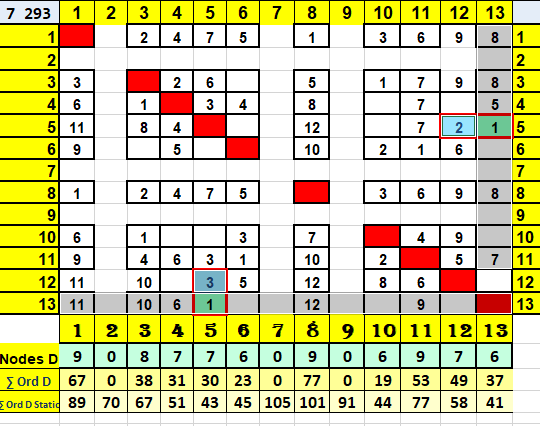 7 293 1 2 3 4 5 6 7 8 9 10 11 12 13
1 2 4 7 5 1 3 6 9 8 1
2 2
3 3 2 6 5 1 7 9 8 3
4 6 1 3 4 8 7 5 4
5 11 8 4 12 7 2 1 5
6 9 5 10 2 1 6 6
7 7
8 1 2 4 7 5 3 6 9 8 8
9 9
10 6 1 3 7 4 9 10
11 9 4 6 3 1 10 2 5 7 11
12 11 10 3 5 12 8 6 12
13 11 10 6 1 12 9 13
1 2 3 4 5 6 7 8 9 10 11 12 13
Nodes D 9 0 8 7 7 6 0 9 0 6 9 7 6
∑ Ord D 67 0 38 31 30 23 0 77 0 19 53 49 37
∑ Ord D Static 89 70 67 51 43 45 105 101 91 44 77 58 41